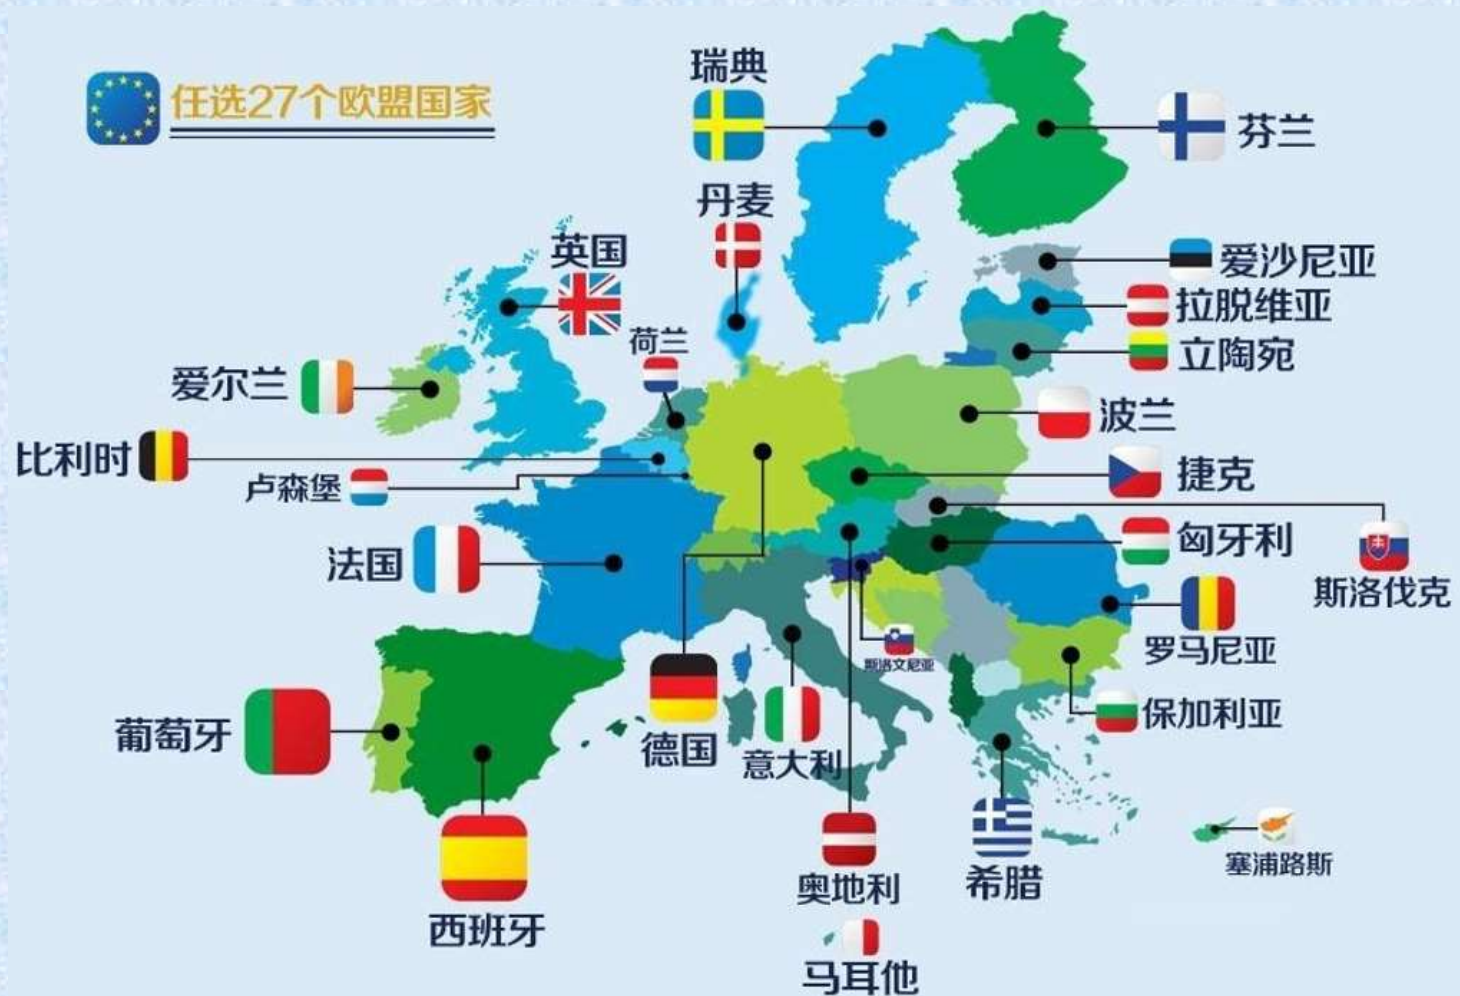 任选27个欧盟国家
瑞典
芬兰
丹麦
英国
爱沙尼亚
拉脱维亚
荷兰
立陶宛
爱尔兰
波兰
比利时
捷克
卢森堡
匈牙利
法国
斯洛伐克
罗马尼亚
斯洛文尼亚
保加利亚
葡萄牙
德国
意大利
塞浦路斯
奥地利
希腊
西班牙
马耳他